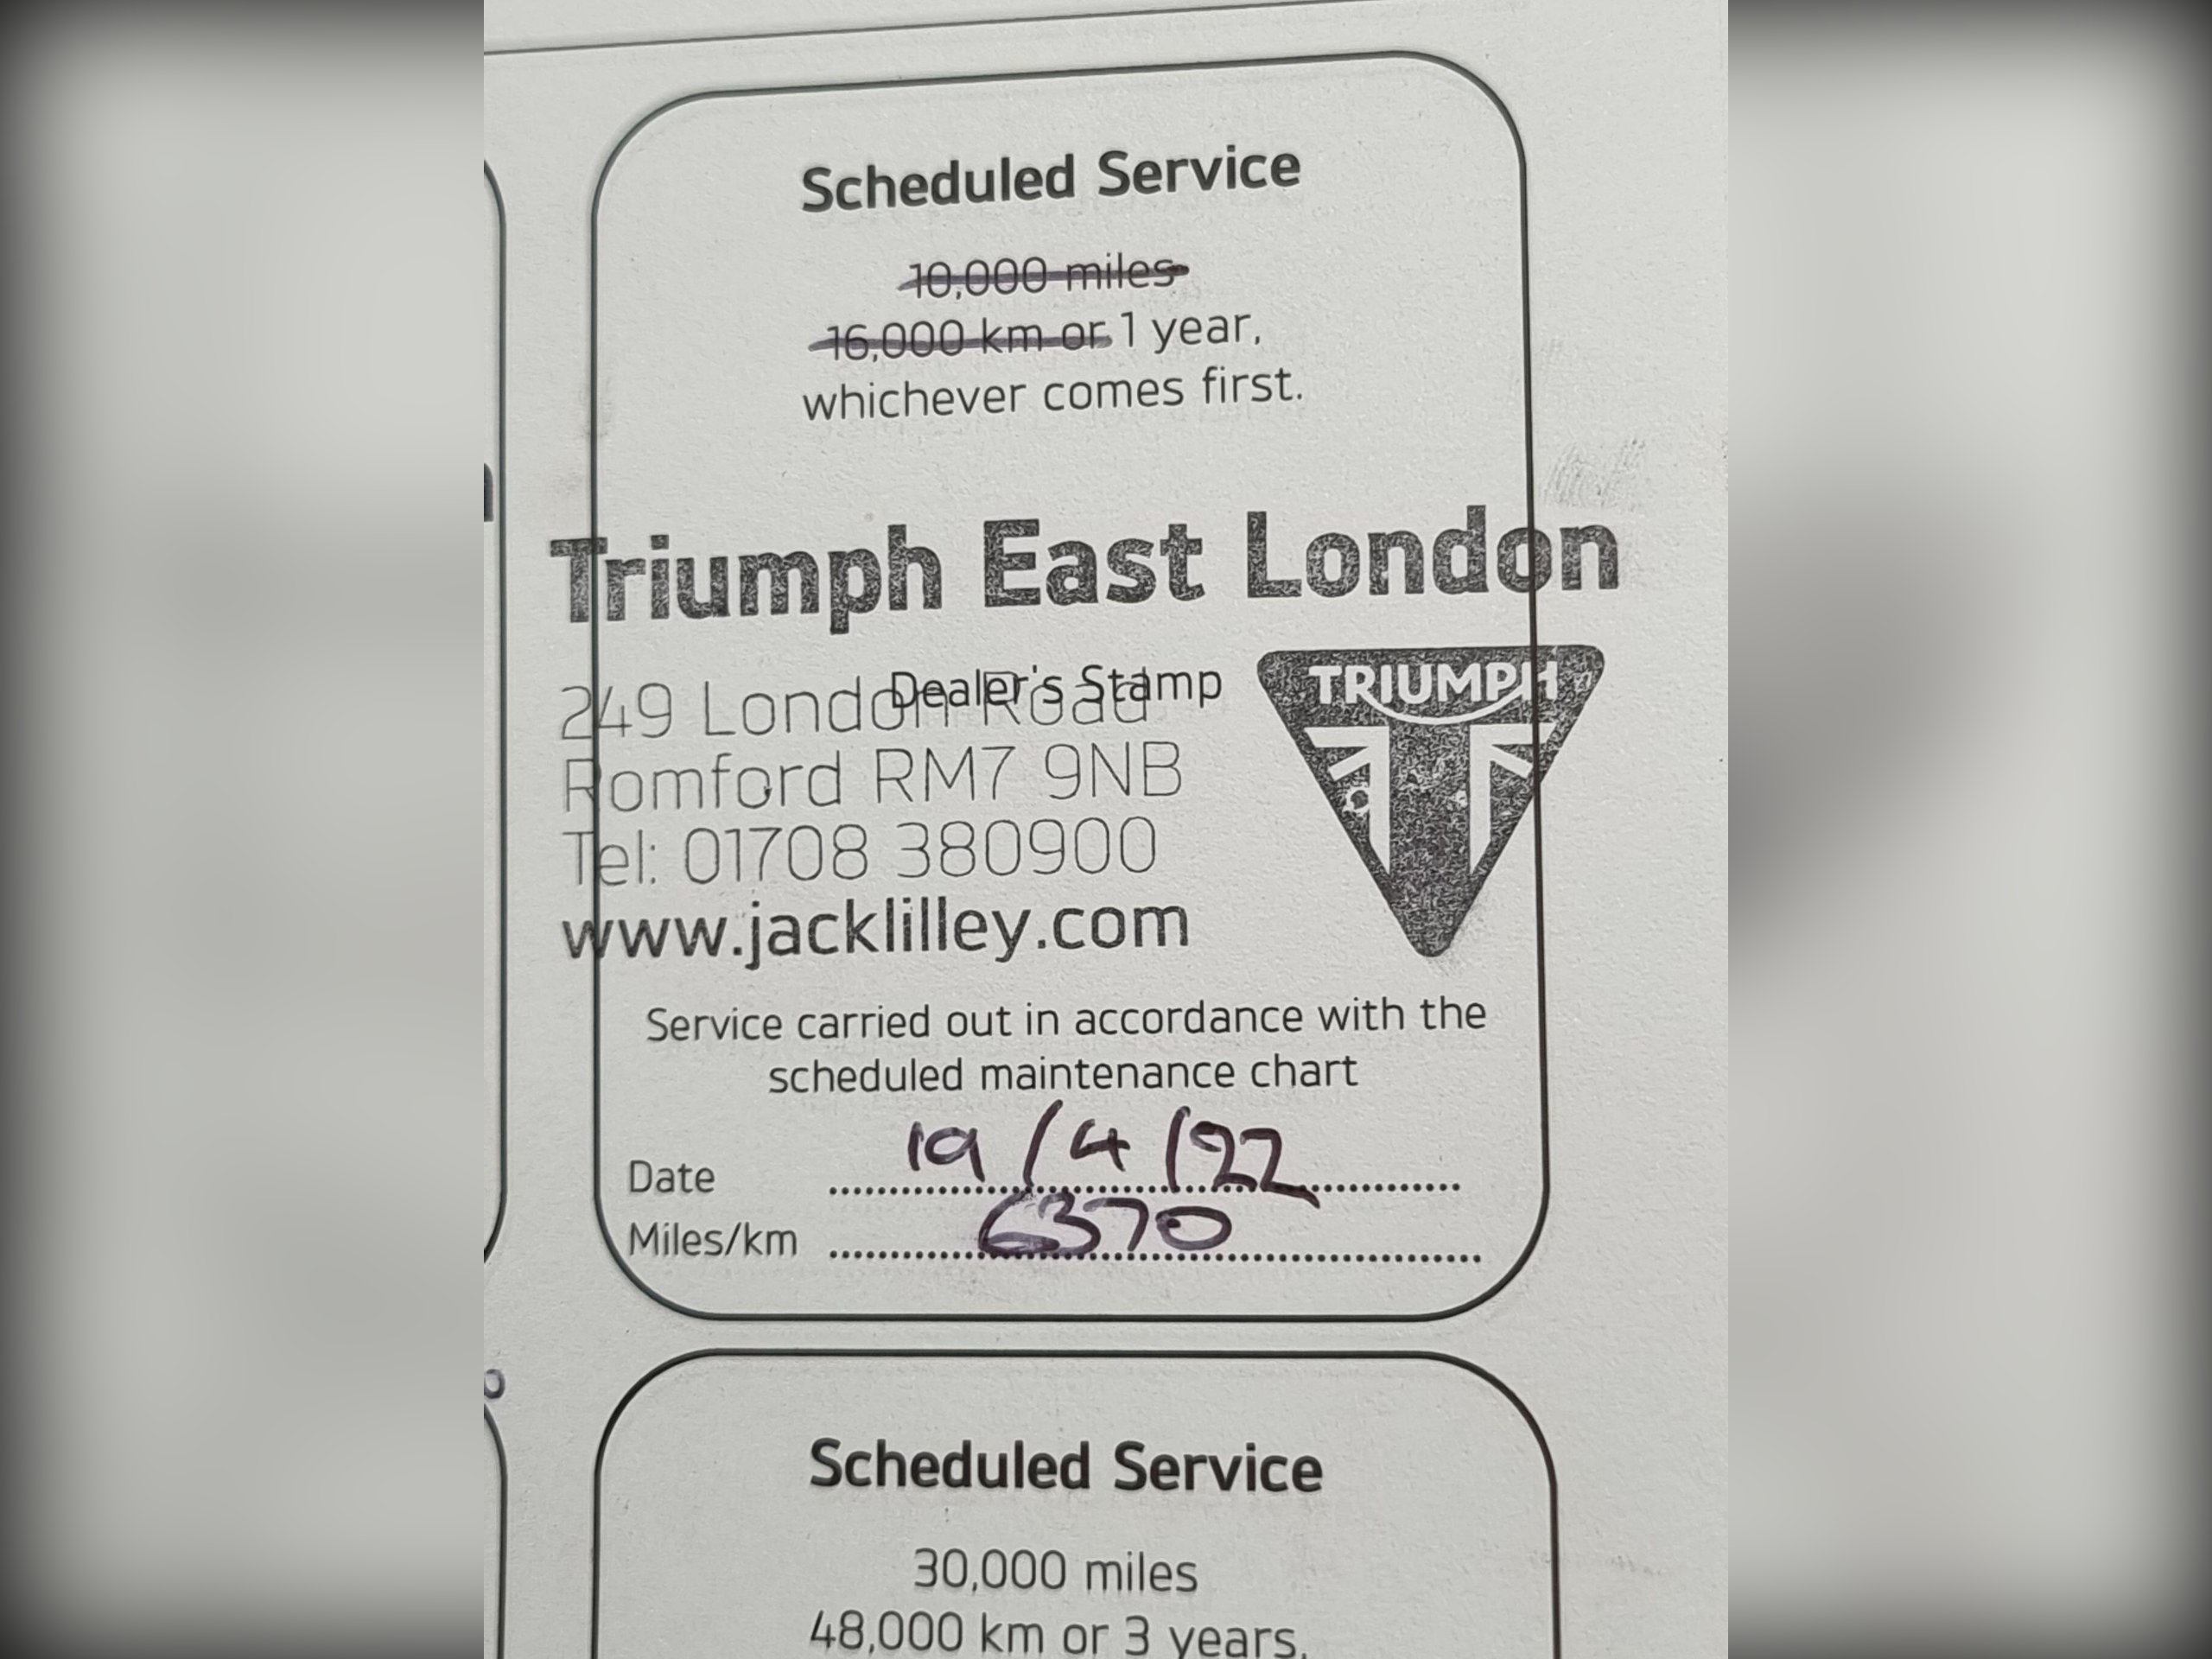 Scheduled Service
10,000 miles
16,000 km or 1 year,
whichever comes first.
Triumph East London
Dealer's Stamp
249 London Road
Romford RM7 9NB
Tel: 01708 380900
www.jacklilley.com
TRIUMPH
Service carried out in accordance with the
scheduled maintenance chart
Date 19/4/22
Miles/km 6370
Scheduled Service
30,000 miles
48,000 km or 3 years,